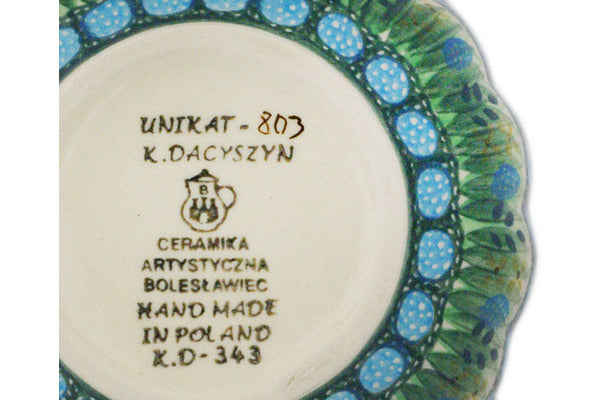 UNIKAT - 803
K. DACYSZYN
B
CERAMIKA
ARTYSTYCZNA
BOLESŁAWIEC
HAND MADE
IN POLAND
K.D - 343